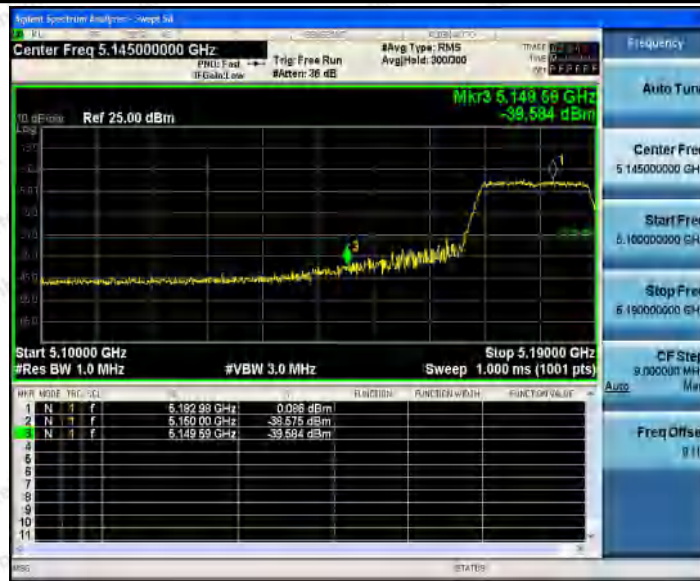 Agilent Spectrum Analyzer - Swept SA
Center Freq 5.145000000 GHz
PNO: Fast
IFGain:Low
Trig: Free Run
#Atten: 36 dB
#Avg Type: RMS
Avg|Hold: 300/300
Frequency
Auto Tune
Mkr3 5.149 59 GHz
-39.584 dBm
10 dB/div Ref 25.00 dBm
Log
Center Freq
5.145000000 GH
Start Freq
5.100000000 GH
Stop Freq
5.190000000 GH
Start 5.10000 GHz
Stop 5.19000 GHz
#Res BW 1.0 MHz
#VBW 3.0 MHz
Sweep 1.000 ms (1001 pts)
CF Step
9.000000 MH
Auto
MKR MODE TRC SCL X Y FUNCTION FUNCTION WIDTH FUNCTION VALUE
1 N 1 f 5.182 98 GHz 0.086 dBm
2 N 1 f 5.150 00 GHz -38.575 dBm
3 N 1 f 5.149 59 GHz -39.584 dBm
4
5
6
7
8
9
10
11
Freq Offse
MSG
STATUS